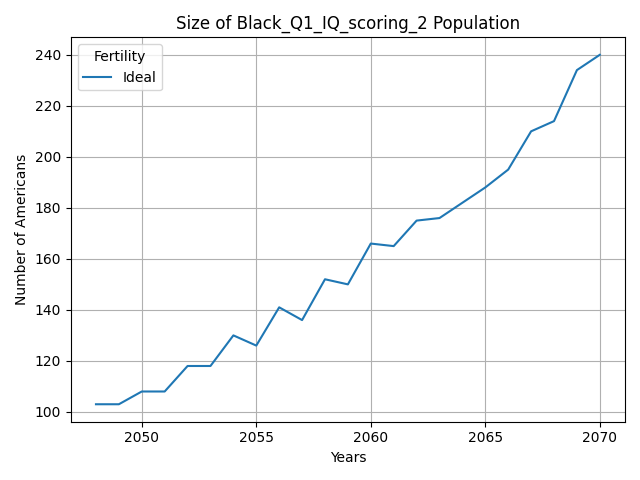 Size of Black_Q1_IQ_scoring_2 Population
Fertility
Ideal
Number of Americans
240
220
200
180
160
140
120
100
2050 2055 2060 2065 2070
Years